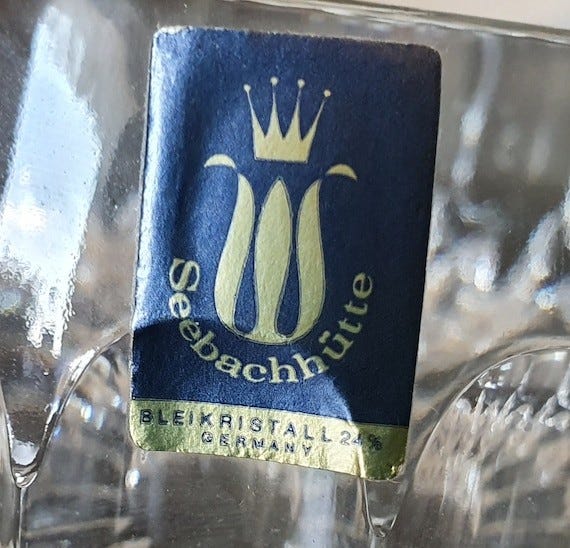 Seebachhütte
BLEIKRISTALL 24%
GERMANY